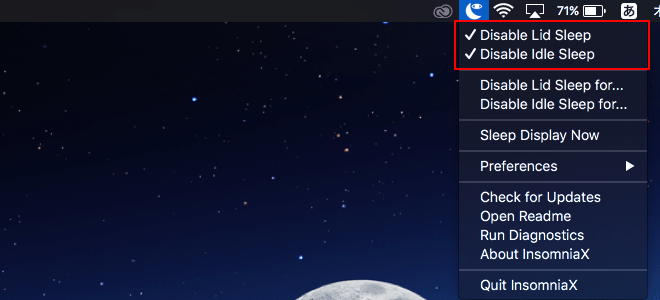 71% あ
Disable Lid Sleep
Disable Idle Sleep
Disable Lid Sleep for...
Disable Idle Sleep for...
Sleep Display Now
Preferences
Check for Updates
Open Readme
Run Diagnostics
About InsomniaX
Quit InsomniaX